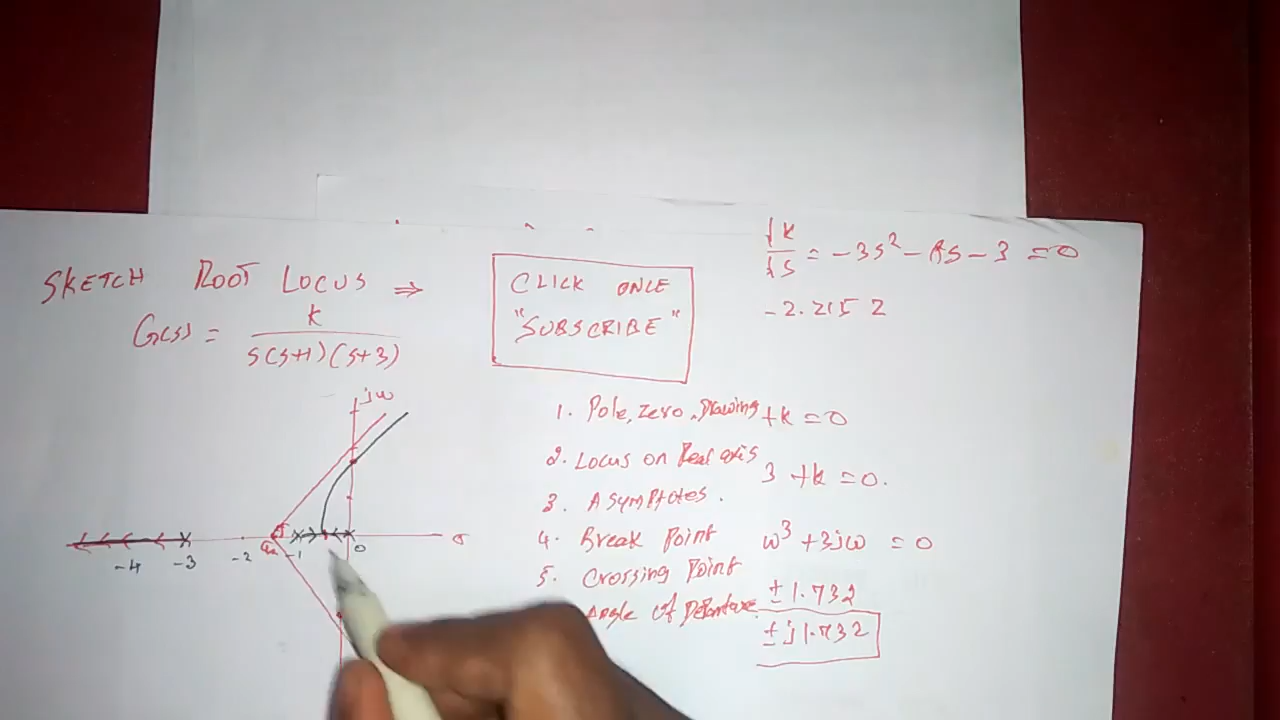 SKETCH ROOT LOCUS ⇒
G(s) = K / s(s+1)(s+3)
CLICK ONCE
"SUBSCRIBE"
dk/ds = -3s² - 8s - 3 = 0
-2.2152
jω
σ
-4 -3 -2 -1 0
1. Pole, Zero, Drawing
2. Locus on Real axis
3. Asymptotes.
4. Break Point
5. Crossing Point
Angle of Departure
+k = 0
3 +k = 0.
ω³ + 3jω = 0
± 1.732
± j1.732